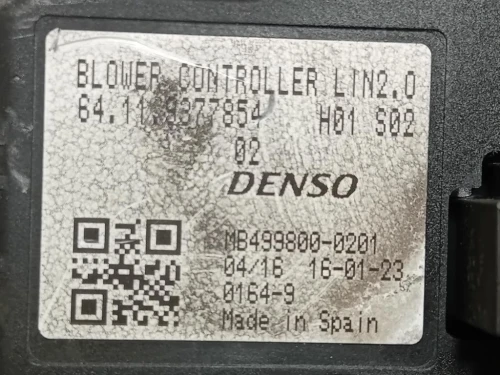 BLOWER CONTROLLER LIN2.0
64.11.9377854 H01 S02
02
DENSO
MB499800-0201
04/16 16-01-23
0164-9
Made in Spain